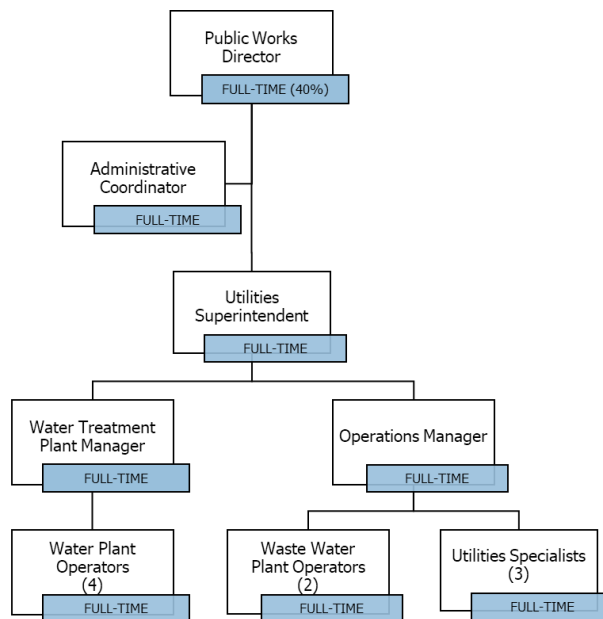 Public Works
Director
FULL-TIME (40%)
Administrative
Coordinator
FULL-TIME
Utilities
Superintendent
FULL-TIME
Water Treatment
Plant Manager
FULL-TIME
Operations Manager
FULL-TIME
Water Plant
Operators
(4)
FULL-TIME
Waste Water
Plant Operators
(2)
FULL-TIME
Utilities Specialists
(3)
FULL-TIME